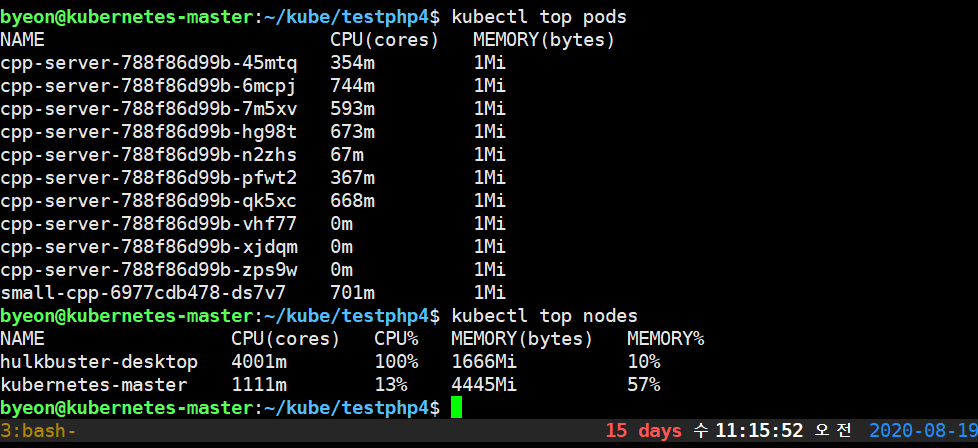 byeon@kubernetes-master:~/kube/testphp4$ kubectl top pods
NAME CPU(cores) MEMORY(bytes)
cpp-server-788f86d99b-45mtq 354m 1Mi
cpp-server-788f86d99b-6mcpj 744m 1Mi
cpp-server-788f86d99b-7m5xv 593m 1Mi
cpp-server-788f86d99b-hg98t 673m 1Mi
cpp-server-788f86d99b-n2zhs 67m 1Mi
cpp-server-788f86d99b-pfwt2 367m 1Mi
cpp-server-788f86d99b-qk5xc 668m 1Mi
cpp-server-788f86d99b-vhf77 0m 1Mi
cpp-server-788f86d99b-xjdqm 0m 1Mi
cpp-server-788f86d99b-zps9w 0m 1Mi
small-cpp-6977cdb478-ds7v7 701m 1Mi
byeon@kubernetes-master:~/kube/testphp4$ kubectl top nodes
NAME CPU(cores) CPU% MEMORY(bytes) MEMORY%
hulkbuster-desktop 4001m 100% 1666Mi 10%
kubernetes-master 1111m 13% 4445Mi 57%
byeon@kubernetes-master:~/kube/testphp4$
3:bash- 15 days 수 11:15:52 오전 2020-08-19